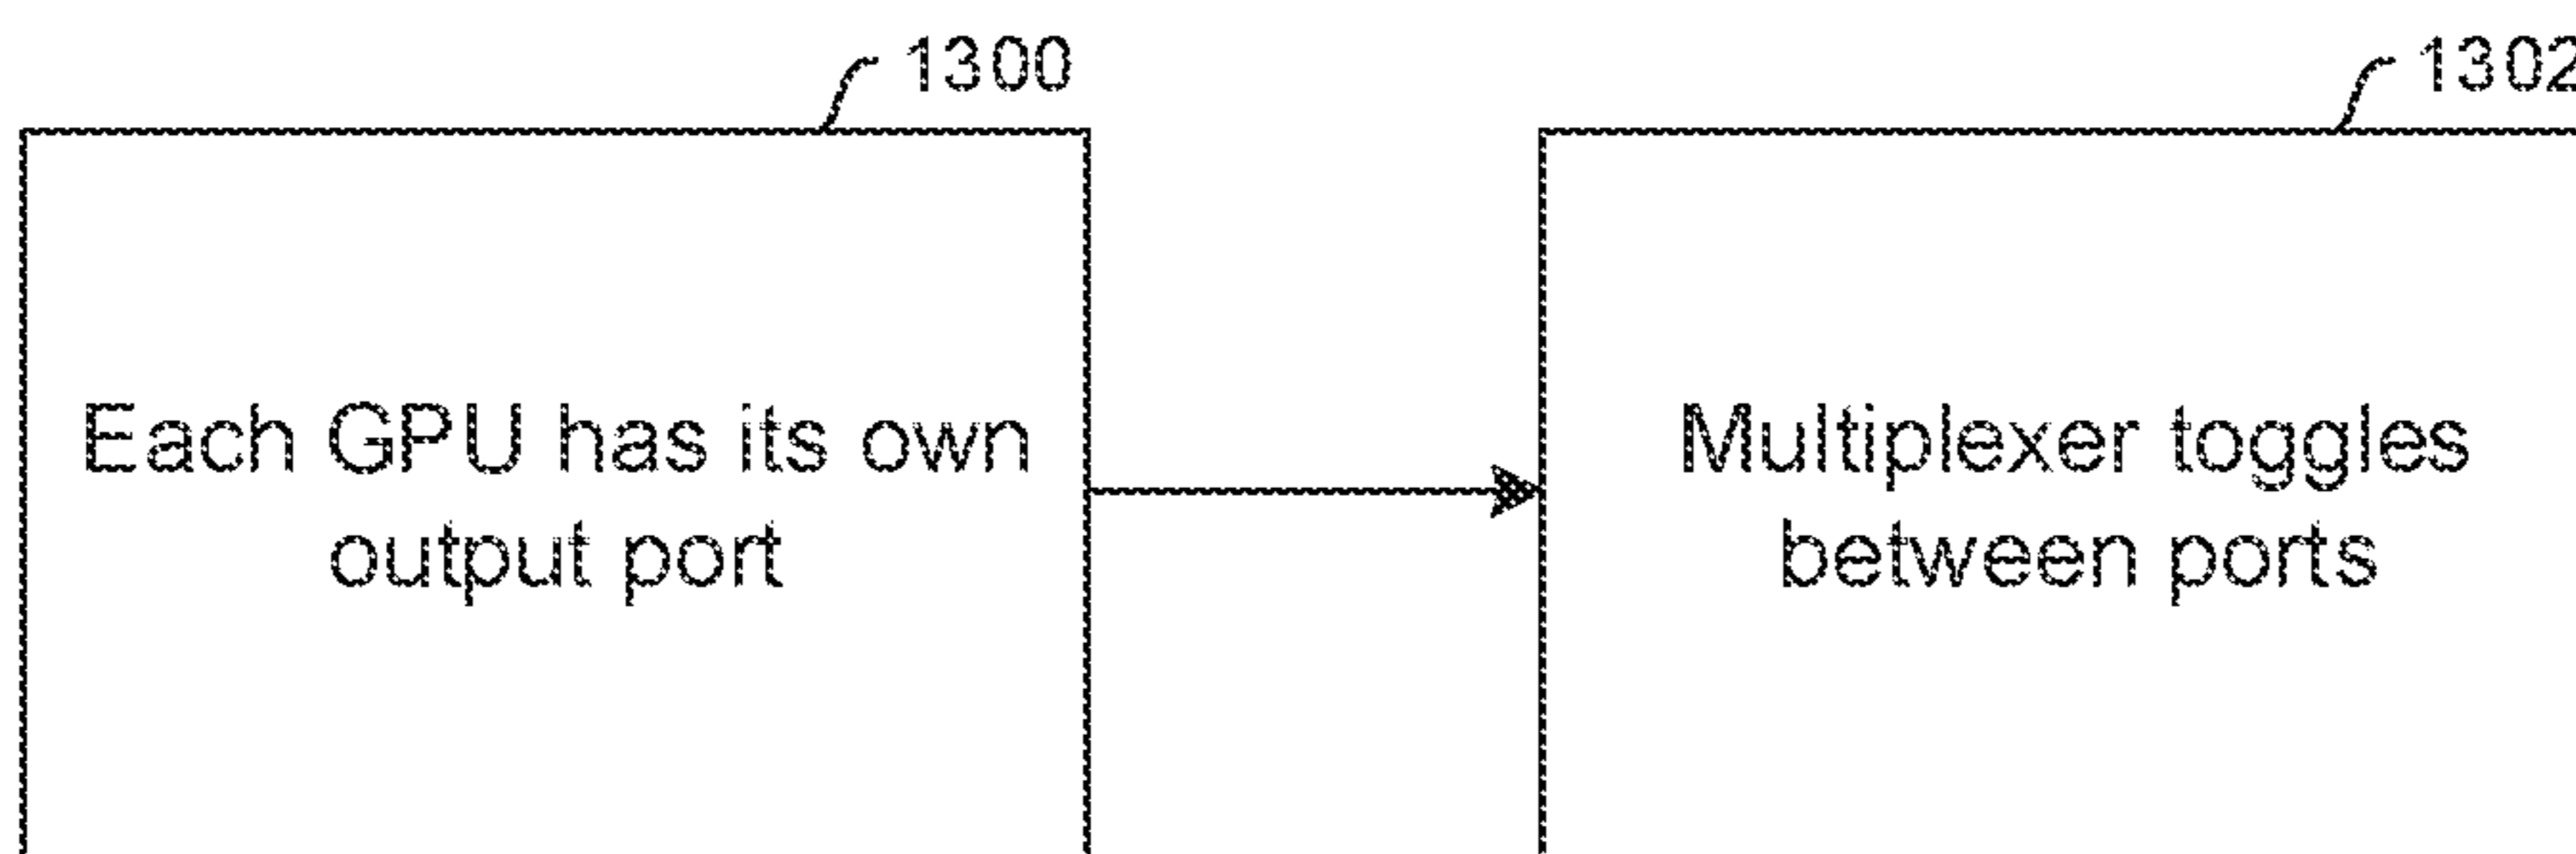 1300
1302
Each GPU has its own
output port
Multiplexer toggles
between ports